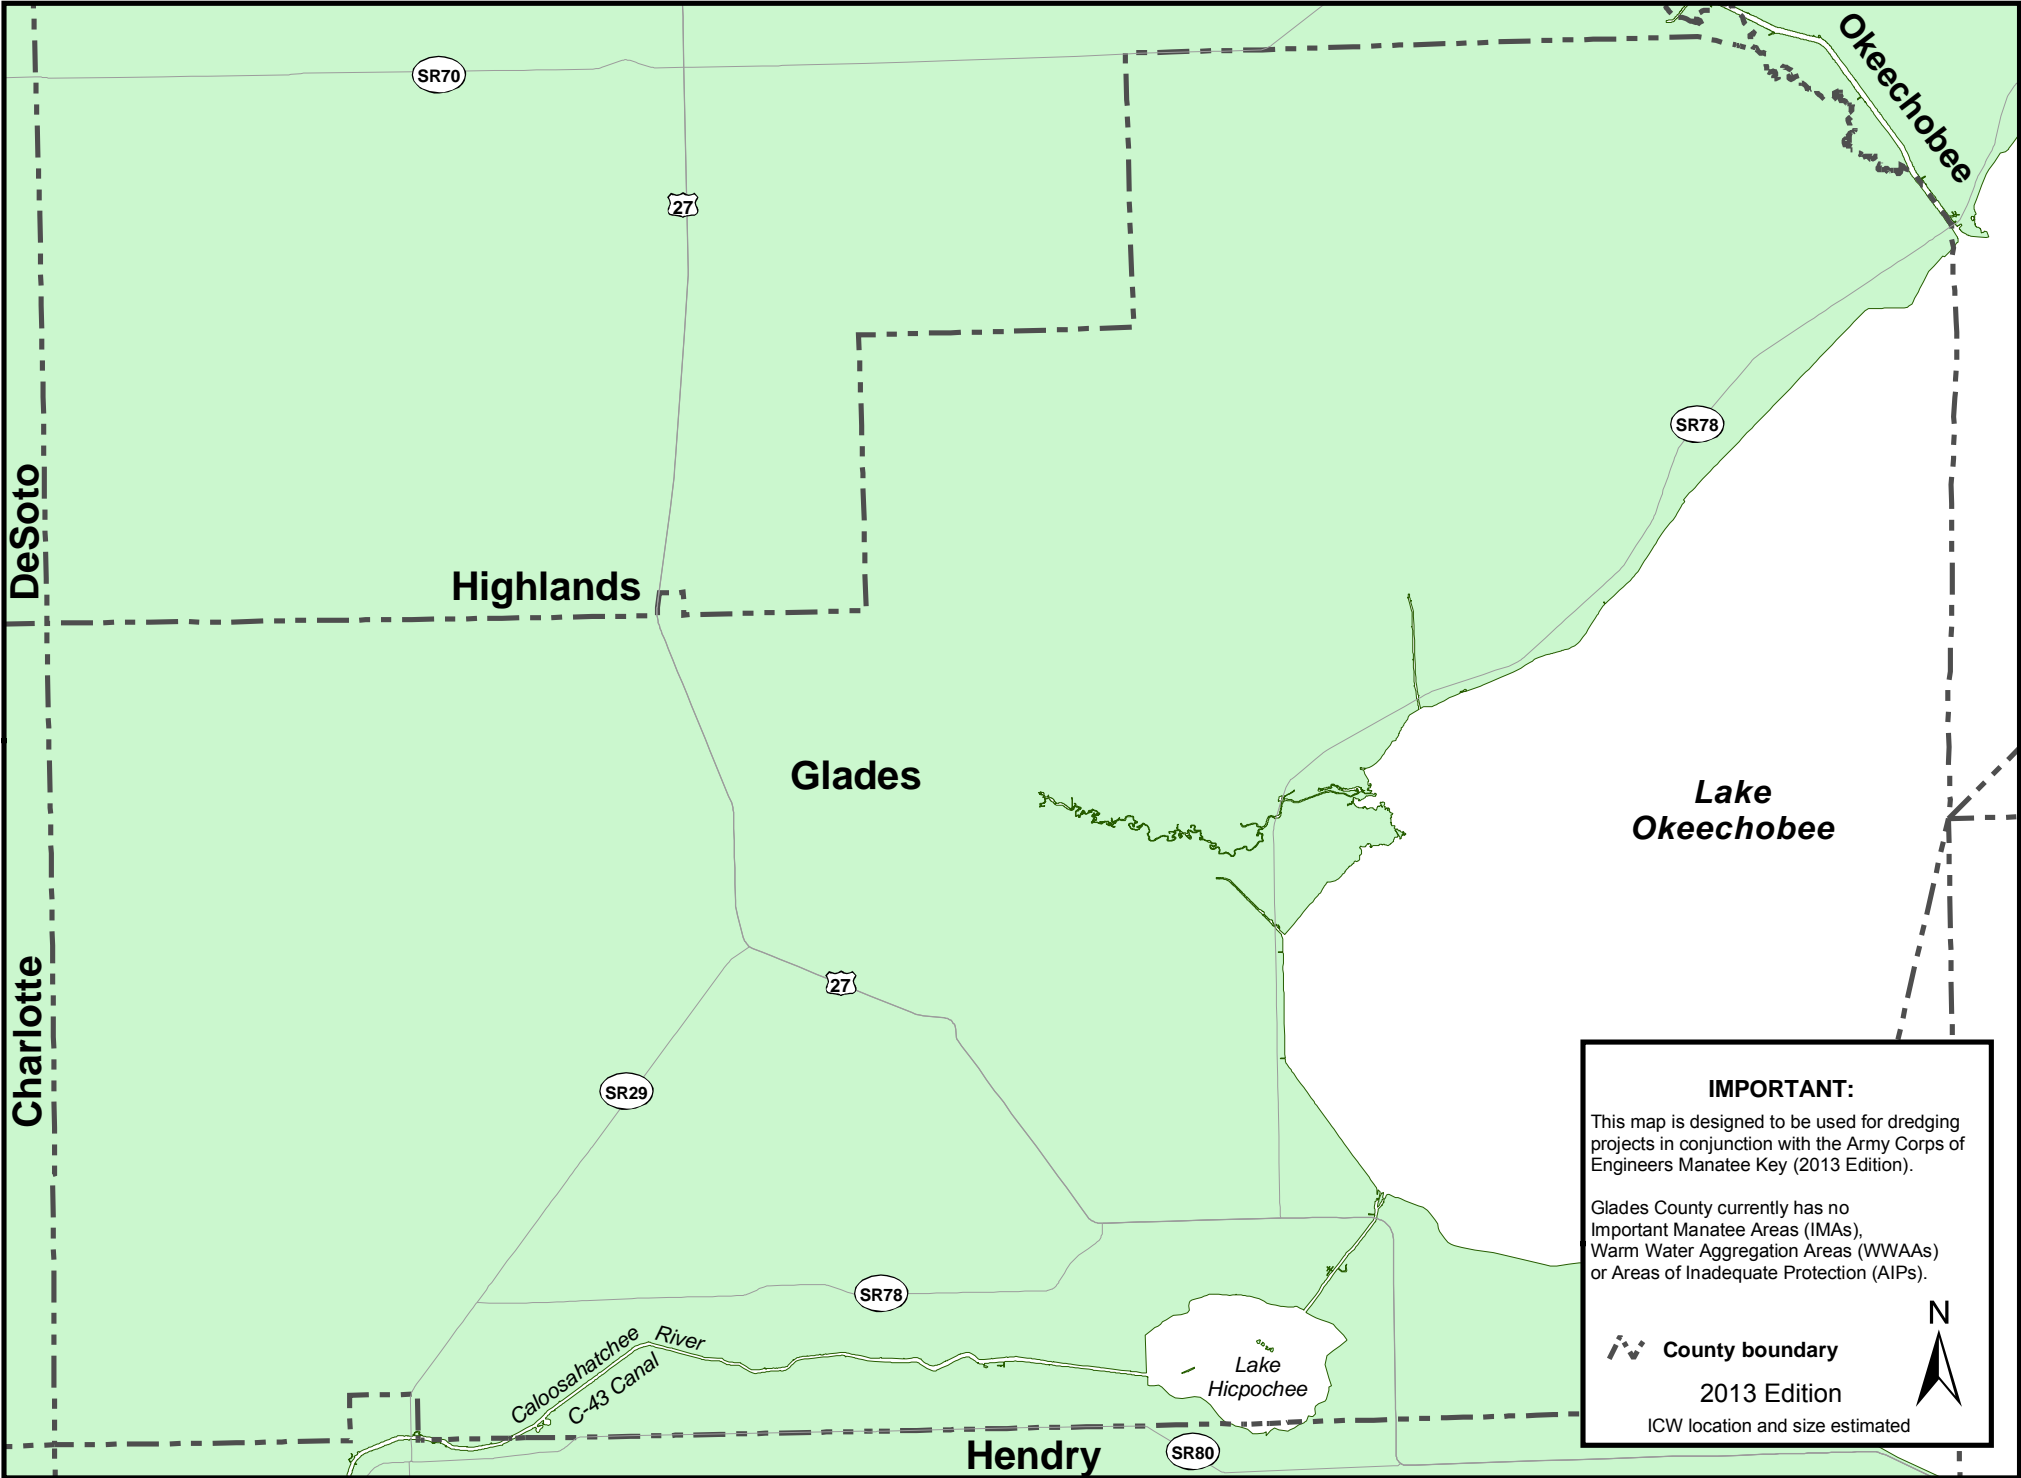 Okeechobee
SR70
27
SR78
DeSoto
Highlands
Glades
Lake
Okeechobee
Charlotte
27
SR29
SR78
Caloosahatchee River
C-43 Canal
Lake
Hicpochee
Hendry
SR80
IMPORTANT:
This map is designed to be used for dredging
projects in conjunction with the Army Corps of
Engineers Manatee Key (2013 Edition).
Glades County currently has no
Important Manatee Areas (IMAs),
Warm Water Aggregation Areas (WWAAs)
or Areas of Inadequate Protection (AIPs).
N
County boundary
2013 Edition
ICW location and size estimated